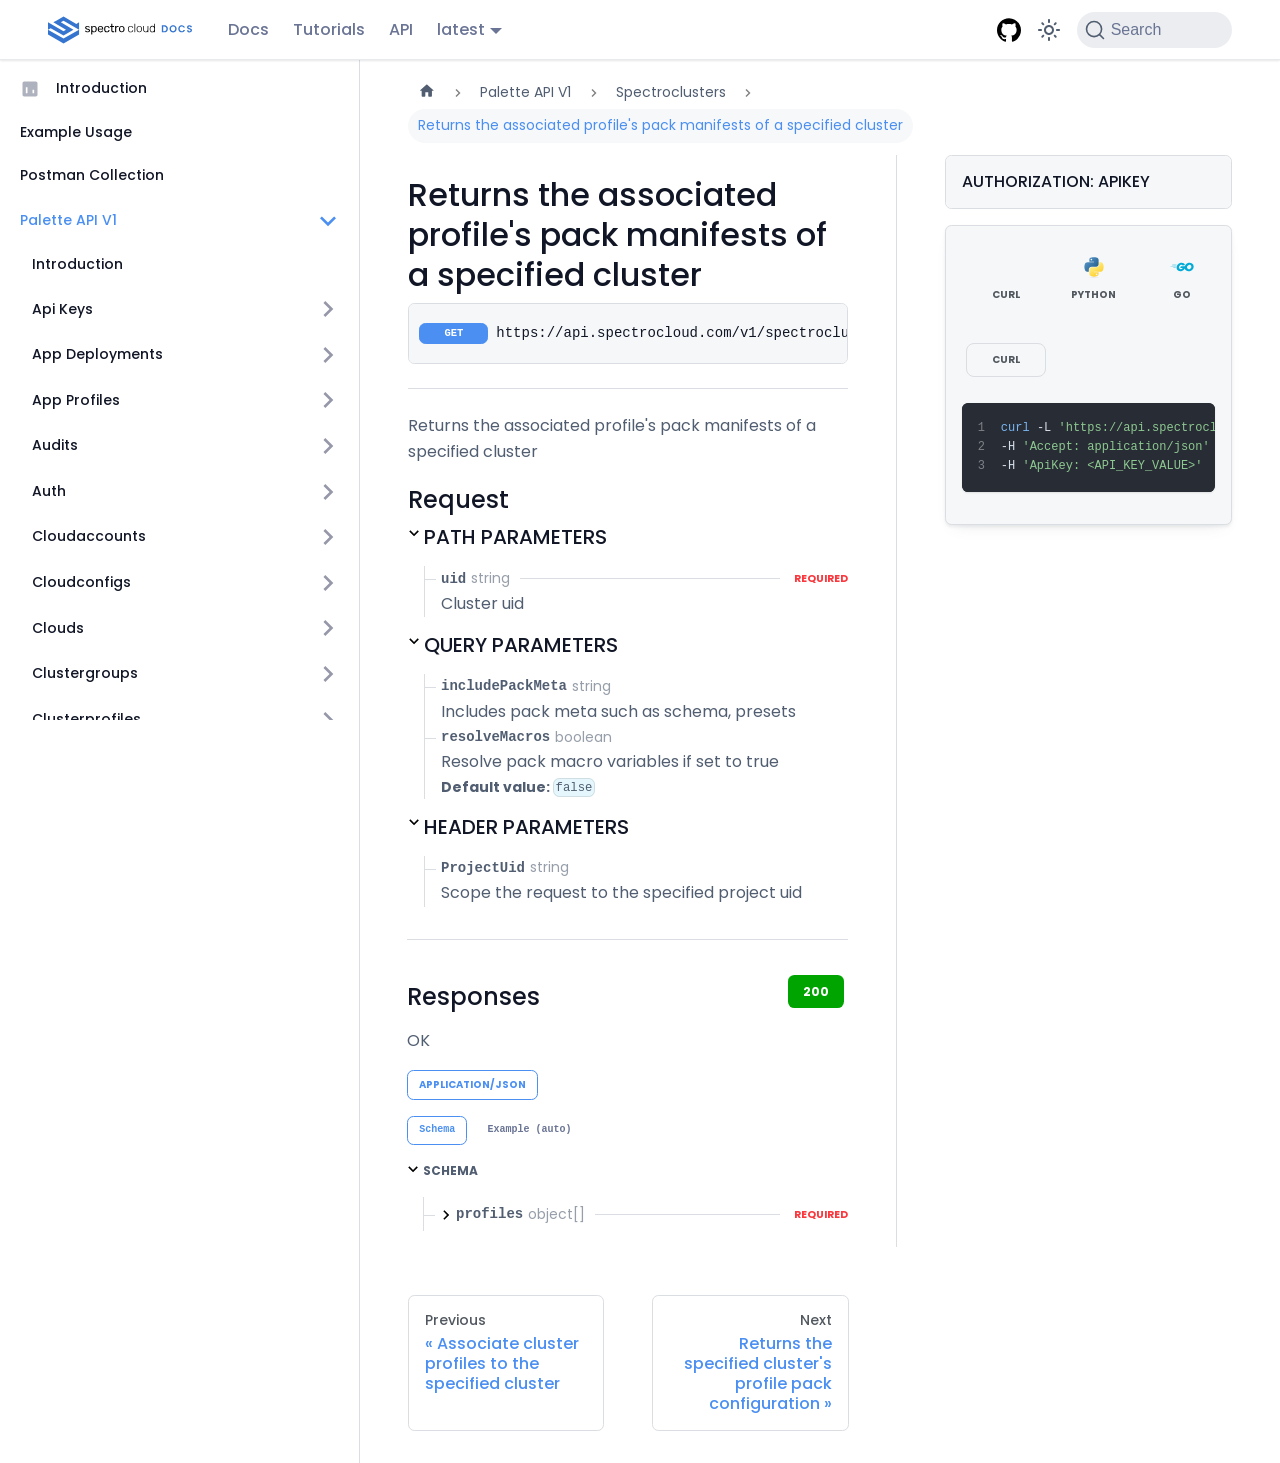 spectro cloud DOCS
Docs
Tutorials
API
latest
Search
Introduction
Example Usage
Postman Collection
Palette API V1
Introduction
Api Keys
App Deployments
App Profiles
Audits
Auth
Cloudaccounts
Cloudconfigs
Clouds
Clustergroups
Clusterprofiles
Palette API V1
Spectroclusters
Returns the associated profile's pack manifests of a specified cluster
Returns the associated
profile's pack manifests of
a specified cluster
GET https://api.spectrocloud.com/v1/spectroclu
Returns the associated profile's pack manifests of a
specified cluster
Request
PATH PARAMETERS
uid string REQUIRED
Cluster uid
QUERY PARAMETERS
includePackMeta string
Includes pack meta such as schema, presets
resolveMacros boolean
Resolve pack macro variables if set to true
Default value: false
HEADER PARAMETERS
ProjectUid string
Scope the request to the specified project uid
Responses
200
OK
APPLICATION/JSON
Schema
Example (auto)
SCHEMA
profiles object[] REQUIRED
AUTHORIZATION: APIKEY
CURL
PYTHON
GO
CURL
1 curl -L 'https://api.spectrocl
2 -H 'Accept: application/json'
3 -H 'ApiKey: <API_KEY_VALUE>'
Previous
« Associate cluster
profiles to the
specified cluster
Next
Returns the
specified cluster's
profile pack
configuration »